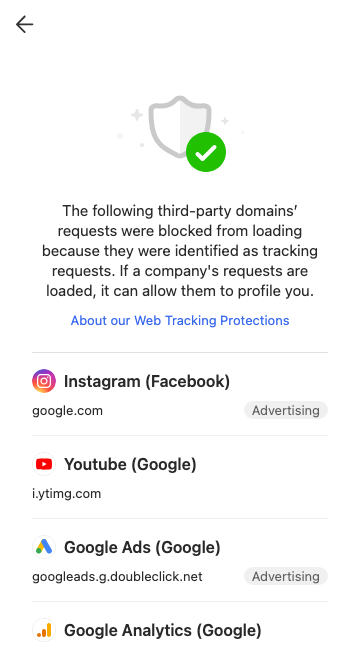 The following third-party domains’
requests were blocked from loading
because they were identified as tracking
requests. If a company's requests are
loaded, it can allow them to profile you.
About our Web Tracking Protections
Instagram (Facebook)
google.com Advertising
Youtube (Google)
i.ytimg.com
Google Ads (Google)
googleads.g.doubleclick.net Advertising
Google Analytics (Google)